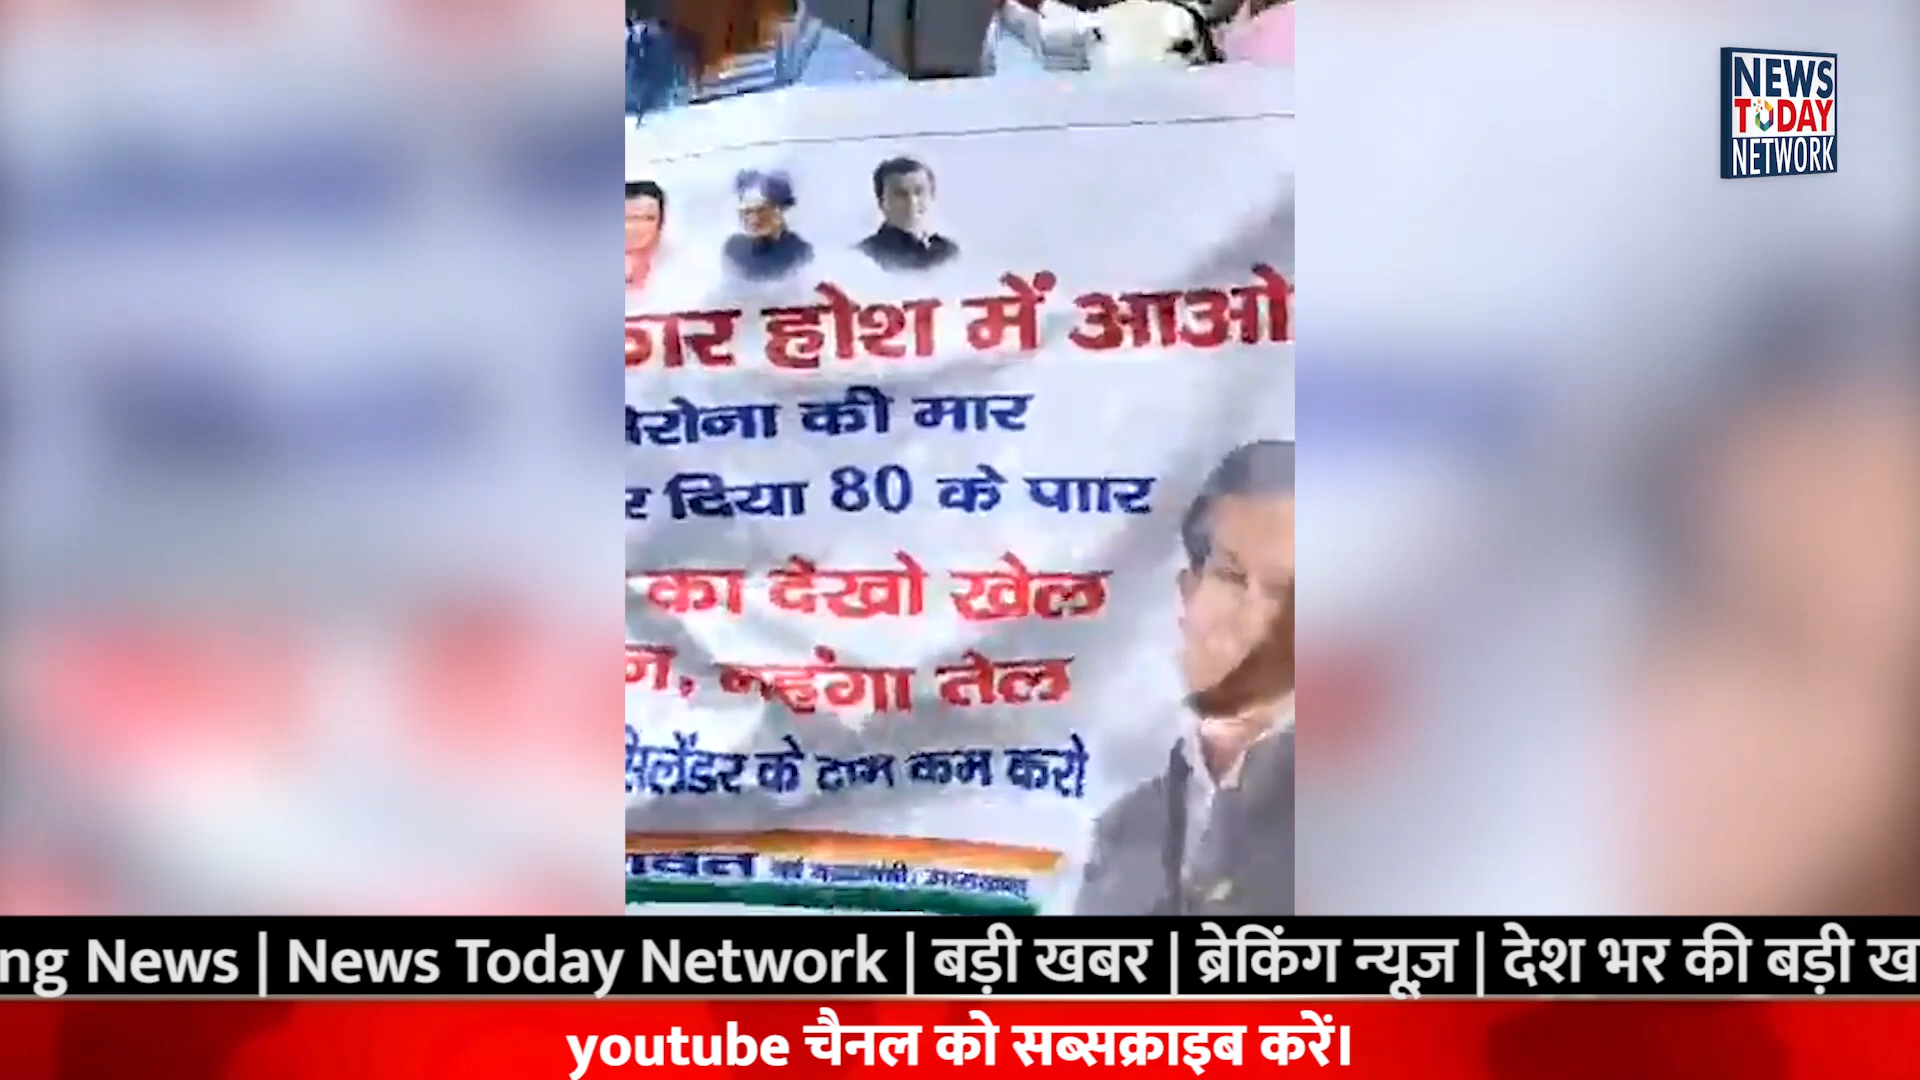 NEWS
TODAY
NETWORK
होश में आओ
की मार
दिया 80 के पाार
का देखो खेल
महंगा तेल
सिलेंडर के दाम कम करो
ng News | News Today Network | बड़ी खबर | ब्रेकिंग न्यूज़ | देश भर की बड़ी ख
youtube चैनल को सब्सक्राइब करें।